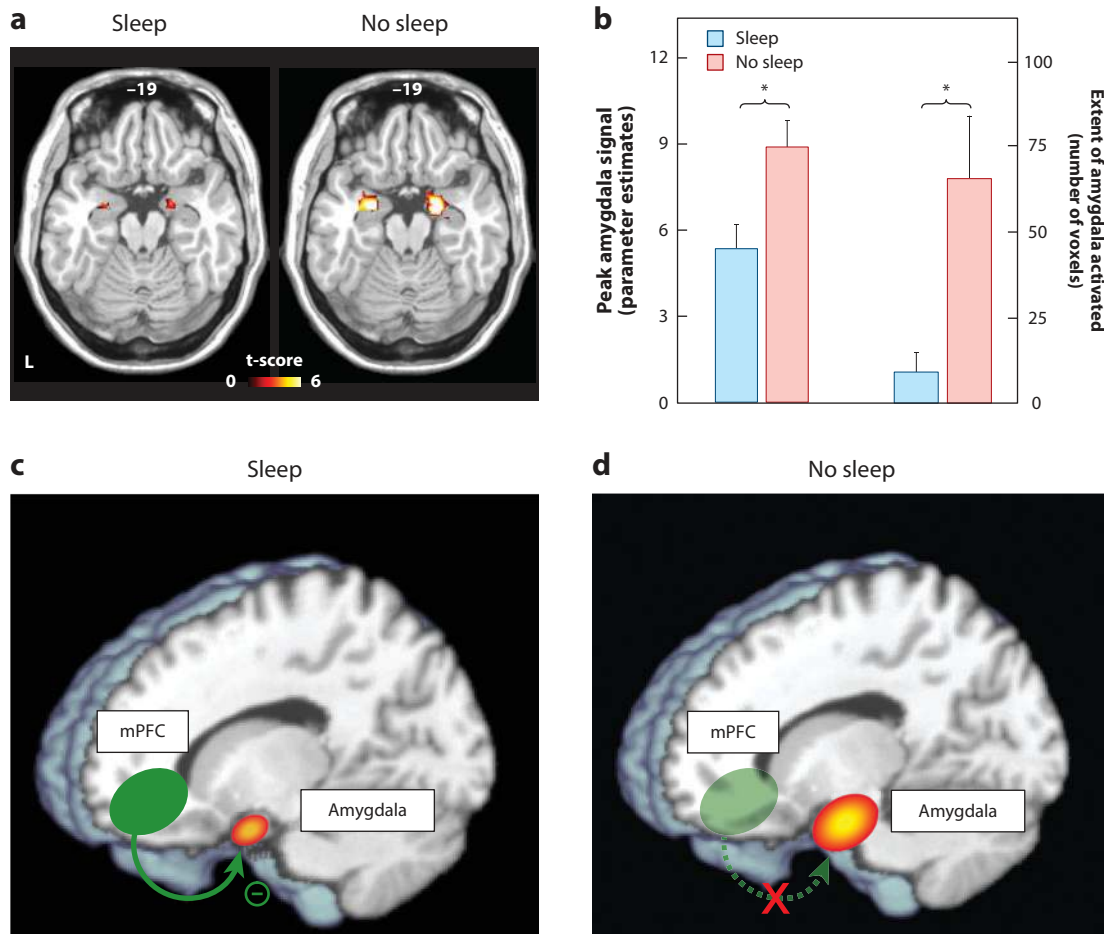 a
Sleep
No sleep
–19
–19
L
t-score
0
6
b
Sleep
No sleep
*
*
12
9
6
3
0
Peak amygdala signal
(parameter estimates)
100
75
50
25
0
Extent of amygdala activated
(number of voxels)
c
Sleep
mPFC
Amygdala
–
d
No sleep
mPFC
Amygdala
X